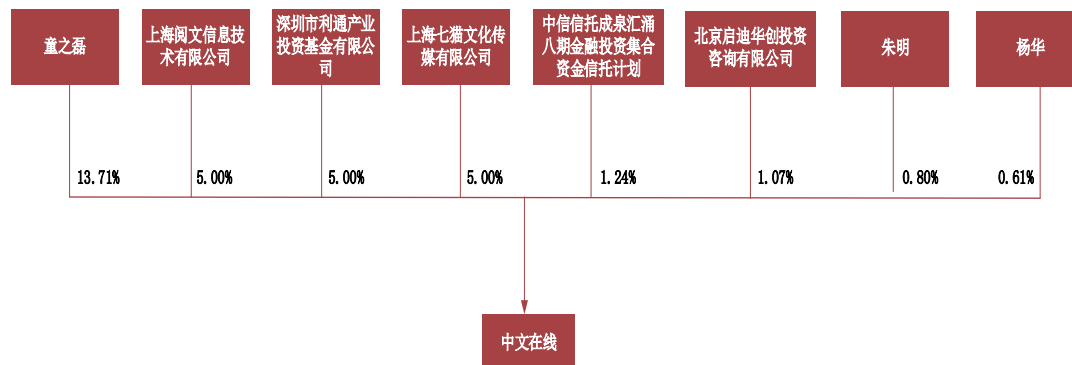 童之磊
上海阅文信息技
术有限公司
深圳市利通产业
投资基金有限公
司
上海七猫文化传
媒有限公司
中信信托成泉汇涌
八期金融投资集合
资金信托计划
北京启迪华创投资
咨询有限公司
朱明
杨华
13.71%
5.00%
5.00%
5.00%
1.24%
1.07%
0.80%
0.61%
中文在线